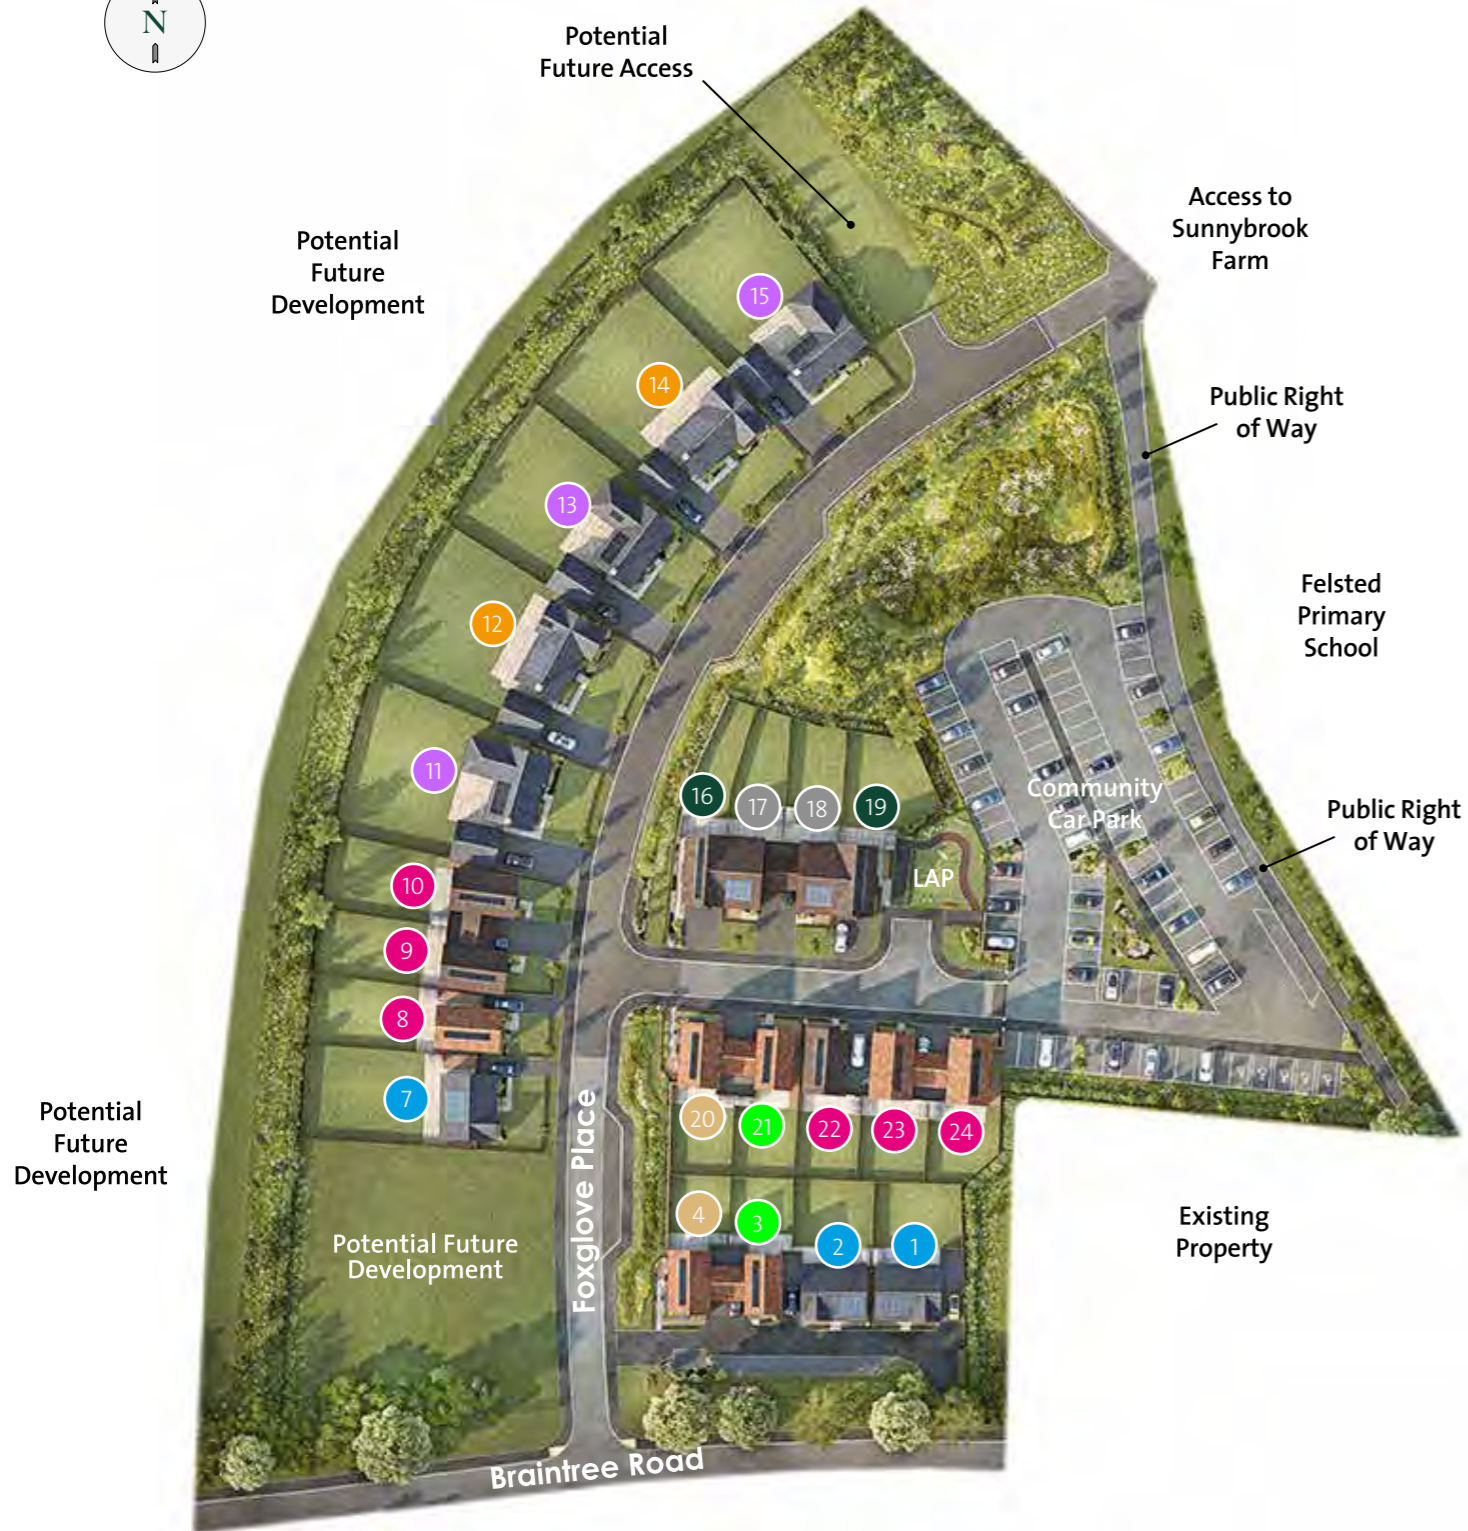 N
Potential
Future Access
Access to
Sunnybrook
Farm
Potential
Future
Development
15
14
Public Right
of Way
13
Felsted
Primary
School
12
11
16
17
18
19
Community
Car Park
Public Right
of Way
LAP
10
9
8
7
20
21
22
23
24
Potential
Future
Development
Foxglove Place
4
3
2
1
Existing
Property
Potential Future
Development
Braintree Road